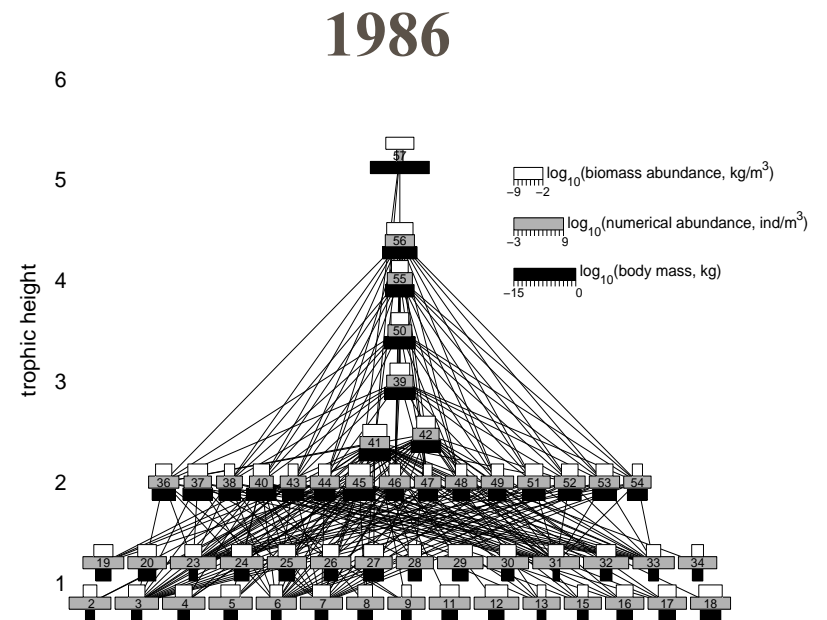 1986
6
57
5
log10(biomass abundance, kg/m3)
−9 −2
log10(numerical abundance, ind/m3)
−3 9
56
4
55
log10(body mass, kg)
−15 0
50
3
39
trophic height
41 42
2
36 37 38 40 43 44 45 46 47 48 49 51 52 53 54
19 20 23 24 25 26 27 28 29 30 31 32 33 34
1
2 3 4 5 6 7 8 9 11 12 13 15 16 17 18